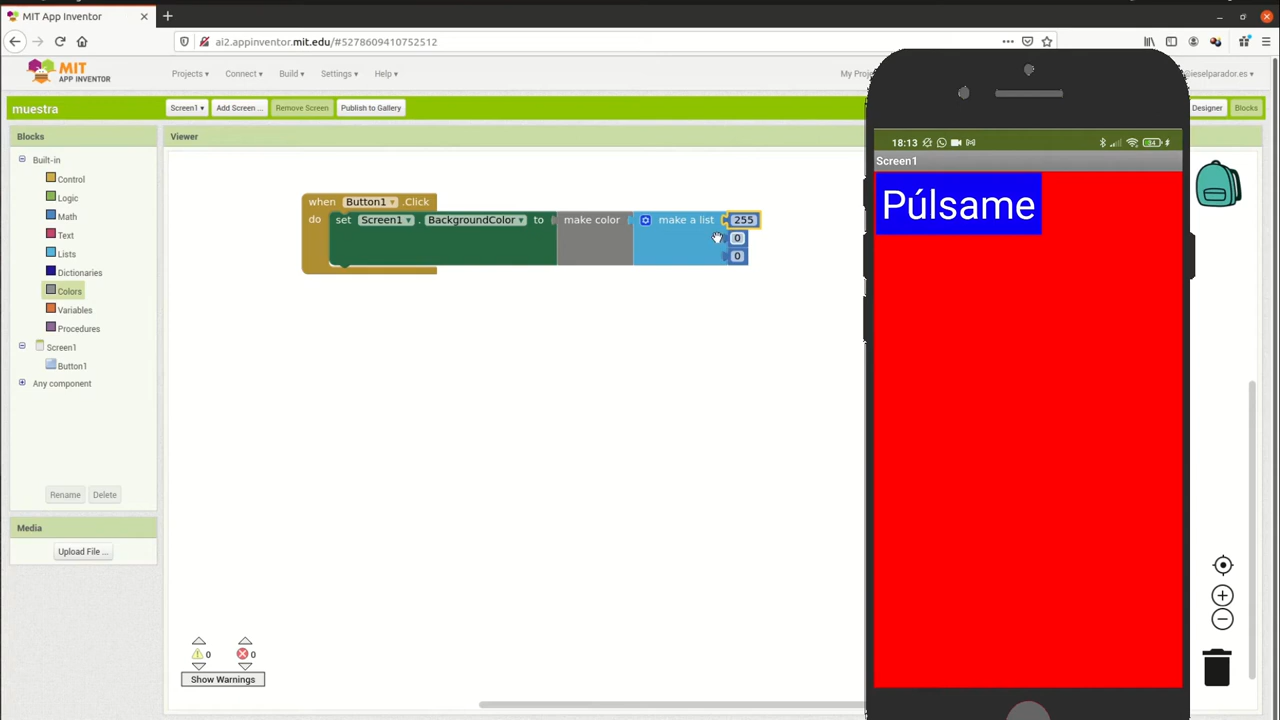 MIT App Inventor
ai2.appinventor.mit.edu/#5278609410752512
MIT
APP INVENTOR
Projects
Connect
Build
Settings
Help
My Proj
@ieselparador.es
muestra
Screen1
Add Screen ...
Remove Screen
Publish to Gallery
Designer
Blocks
Blocks
Viewer
Built-in
Control
Logic
Math
Text
Lists
Dictionaries
Colors
Variables
Procedures
Screen1
Button1
Any component
Rename
Delete
Media
Upload File ...
when Button1 .Click
do set Screen1 . BackgroundColor to make color make a list 255
0
0
0
0
Show Warnings
18:13
34
Screen1
Púlsame